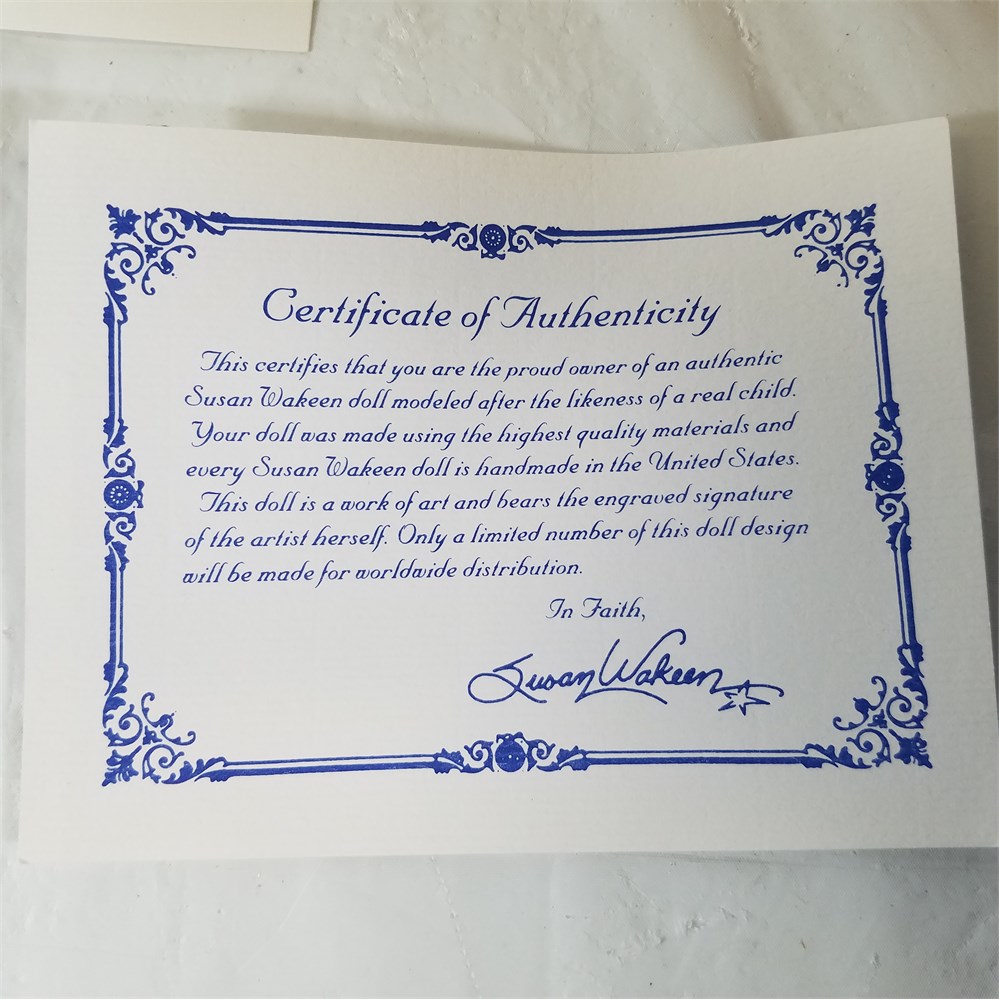 Certificate of Authenticity
This certifies that you are the proud owner of an authentic
Susan Wakeen doll modeled after the likeness of a real child.
Your doll was made using the highest quality materials and
every Susan Wakeen doll is handmade in the United States.
This doll is a work of art and bears the engraved signature
of the artist herself. Only a limited number of this doll design
will be made for worldwide distribution.
In Faith,
Susan Wakeen